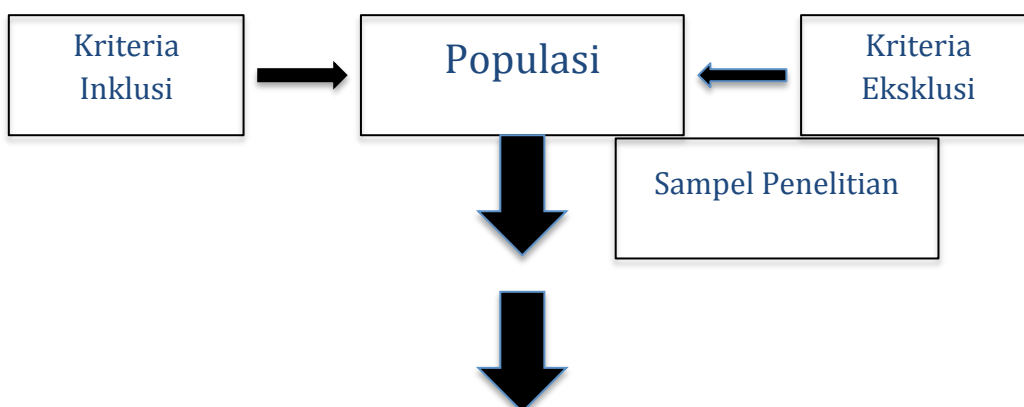 Kriteria
Inklusi
Populasi
Kriteria
Eksklusi
Sampel Penelitian